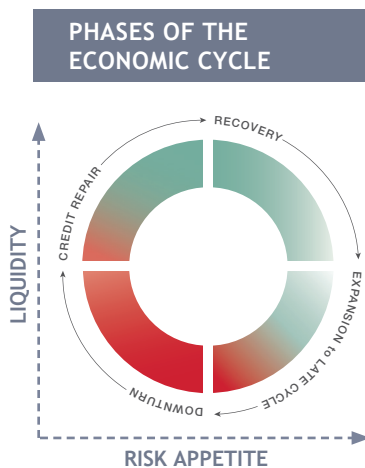 PHASES OF THE
ECONOMIC CYCLE
RECOVERY
CREDIT REPAIR
LIQUIDITY
EXPANSION to LATE CYCLE
DOWNTURN
RISK APPETITE